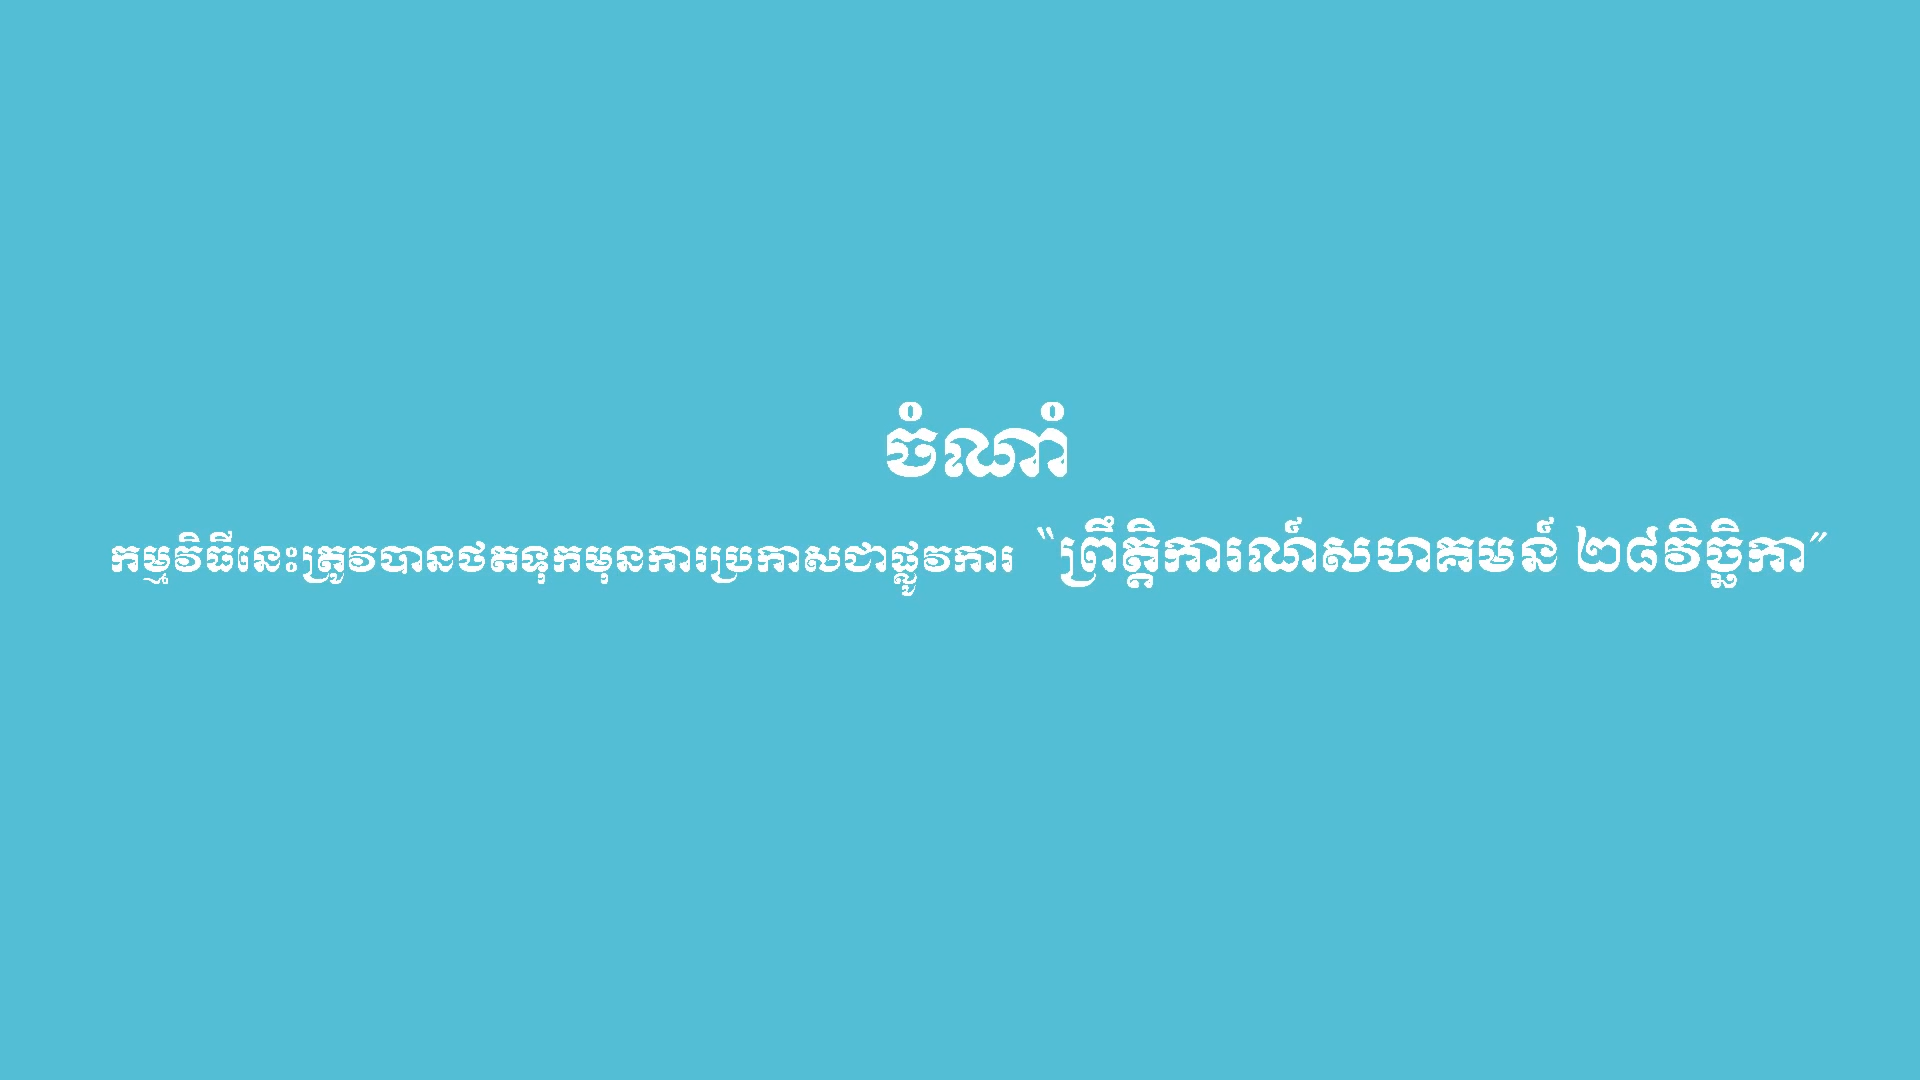 ចំណាំ
កម្មវិធីនេះត្រូវបានថតទុកមុនការប្រកាសជាផ្លូវការ “ព្រឹត្តិការណ៍សហគមន៍ ២៨វិច្ឆិកា”